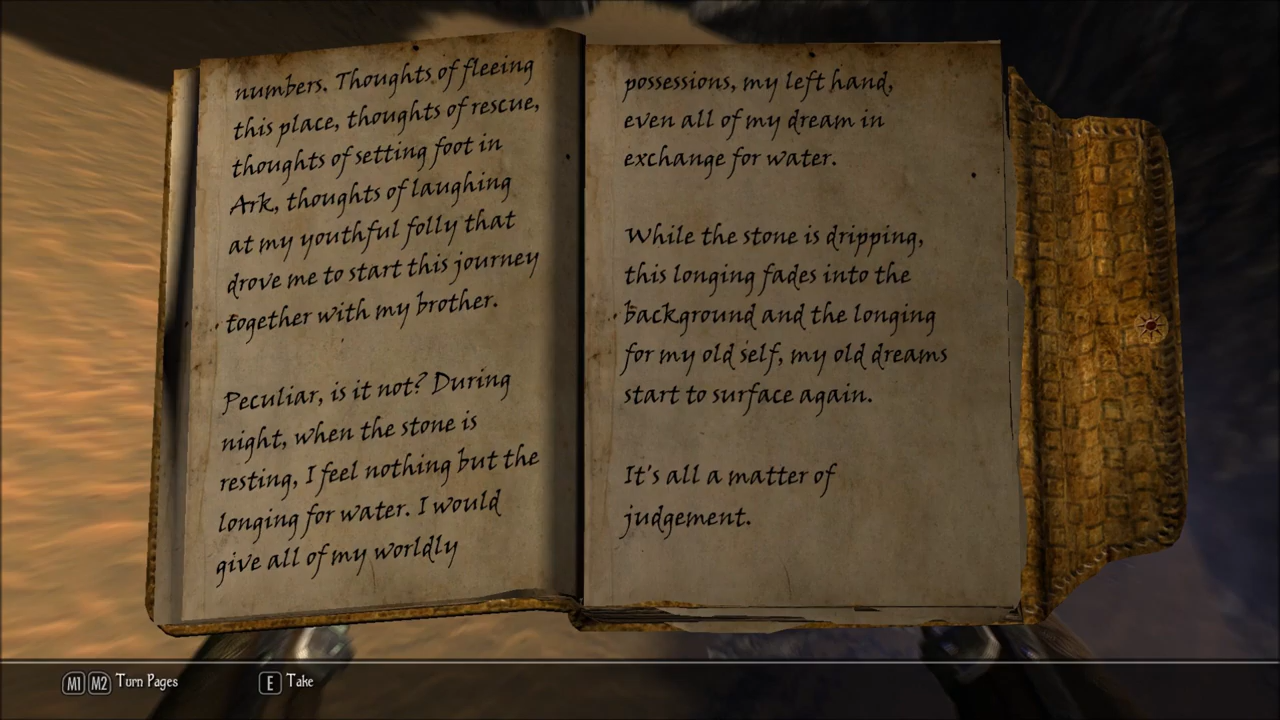 numbers. Thoughts of fleeing
this place, thoughts of rescue,
thoughts of setting foot in
Ark, thoughts of laughing
at my youthful folly that
drove me to start this journey
together with my brother.
Peculiar, is it not? During
night, when the stone is
resting, I feel nothing but the
longing for water. I would
give all of my worldly
possessions, my left hand,
even all of my dream in
exchange for water.
While the stone is dripping,
this longing fades into the
background and the longing
for my old self, my old dreams
start to surface again.
It's all a matter of
judgement.
M1 M2 Turn Pages
E Take